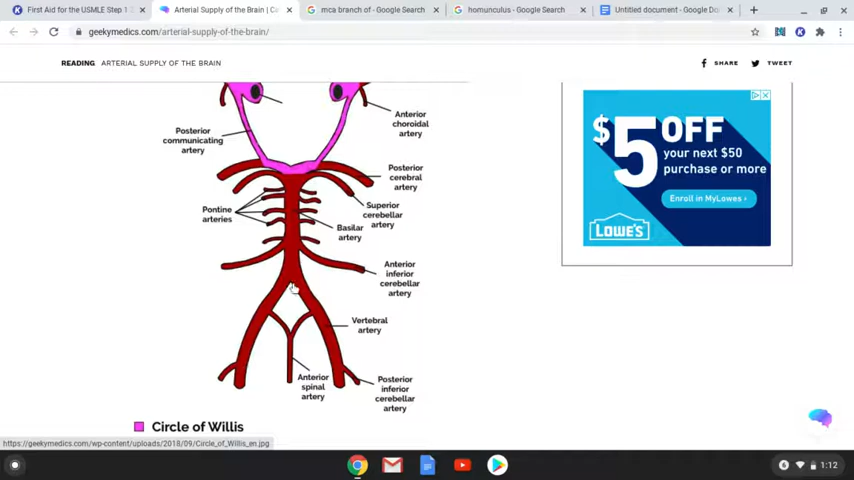 First Aid for the USMLE Step 1
Arterial Supply of the Brain | Ci
mca branch of - Google Search
homunculus - Google Search
Untitled document - Google Do
geekymedics.com/arterial-supply-of-the-brain/
READING ARTERIAL SUPPLY OF THE BRAIN
SHARE TWEET
Anterior
choroidal
artery
Posterior
communicating
artery
Posterior
cerebral
artery
Pontine
arteries
Superior
cerebellar
artery
Basilar
artery
Anterior
inferior
cerebellar
artery
Vertebral
artery
Anterior
spinal
artery
Posterior
inferior
cerebellar
artery
Circle of Willis
$5 OFF
your next $50
purchase or more
Enroll in MyLowe's ›
LOWE'S
https://geekymedics.com/wp-content/uploads/2018/09/Circle_of_Willis_en.jpg
1:12